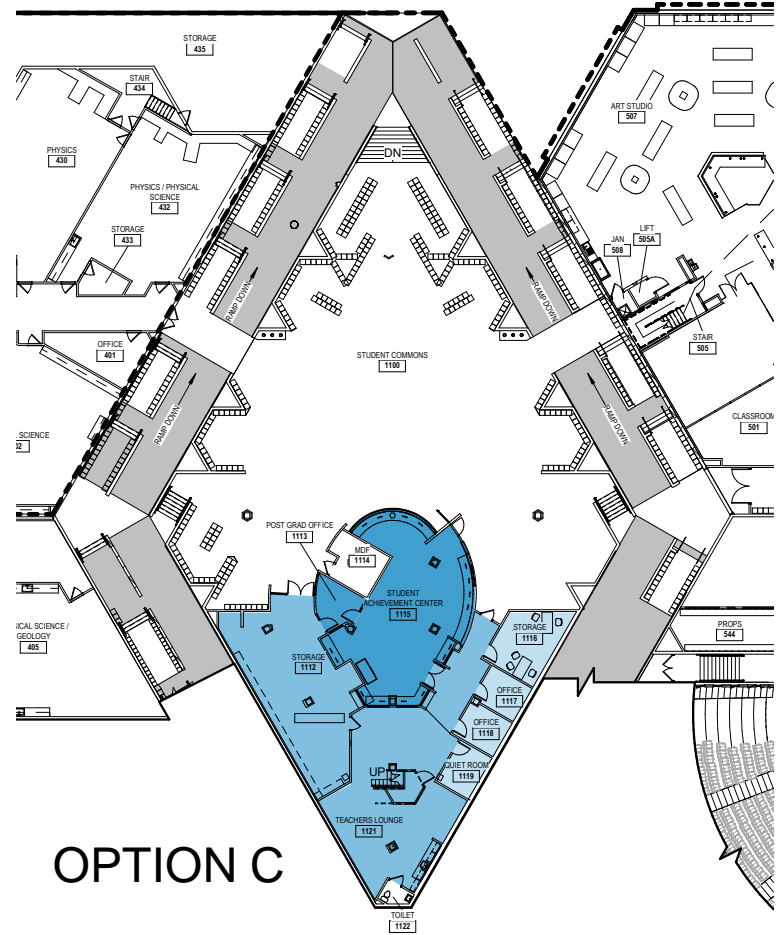 STORAGE
435
STAIR
434
PHYSICS
430
PHYSICS / PHYSICAL
SCIENCE
432
STORAGE
433
ART STUDIO
507
DN
LIFT
505A
JAN
508
RAMP DOWN
STAIR
505
OFFICE
401
STUDENT COMMONS
1100
RAMP DOWN
RAMP DOWN
CLASSROOM
501
SCIENCE
02
POST GRAD OFFICE
1113
MDF
1114
STUDENT
ACHIEVEMENT CENTER
1115
ICAL SCIENCE /
GEOLOGY
405
STORAGE
1116
PROPS
544
STORAGE
1112
OFFICE
1117
OFFICE
1118
QUIET ROOM
1119
UP
TEACHERS LOUNGE
1121
OPTION C
TOILET
1122